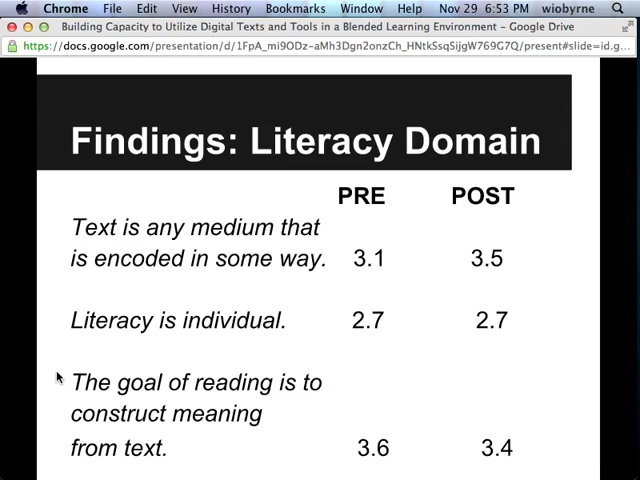 Chrome File Edit View History Bookmarks Window Help Nov 29 6:53 PM wiobyrne
Building Capacity to Utilize Digital Texts and Tools in a Blended Learning Environment – Google Drive
https://docs.google.com/presentation/d/1FpA_mi9ODz-aMh3Dgn2onzCh_HNtkSsqSijgW769G7Q/present#slide=id.g...
Findings: Literacy Domain
PRE POST
Text is any medium that
is encoded in some way. 3.1 3.5
Literacy is individual. 2.7 2.7
The goal of reading is to
construct meaning
from text. 3.6 3.4